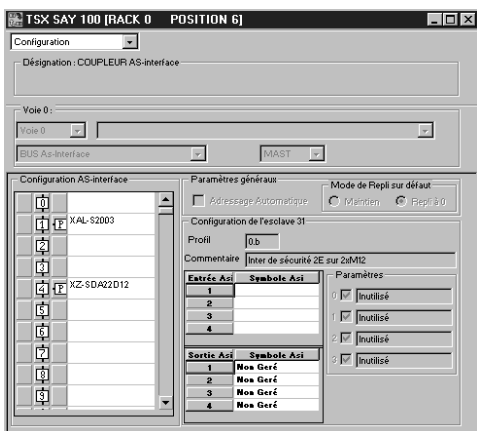 TSX SAY 100 [RACK 0 POSITION 6]
Configuration
Désignation : COUPLEUR AS-interface
Voie 0 :
Voie 0
BUS As-Interface MAST
Configuration AS-interface
0
1 P XAL-S2003
2
3
4 P XZ-SDA22D12
5
6
7
8
9
Paramètres généraux
Adressage Automatique
Mode de Repli sur défaut
Maintien Repli à 0
Configuration de l'esclave 31
Profil 0.b
Commentaire Inter de sécurité 2E sur 2xM12
Entrée Asi Symbole Asi
1
2
3
4
Sortie Asi Symbole Asi
1 Non Geré
2 Non Geré
3 Non Geré
4 Non Geré
Paramètres
0 Inutilisé
1 Inutilisé
2 Inutilisé
3 Inutilisé